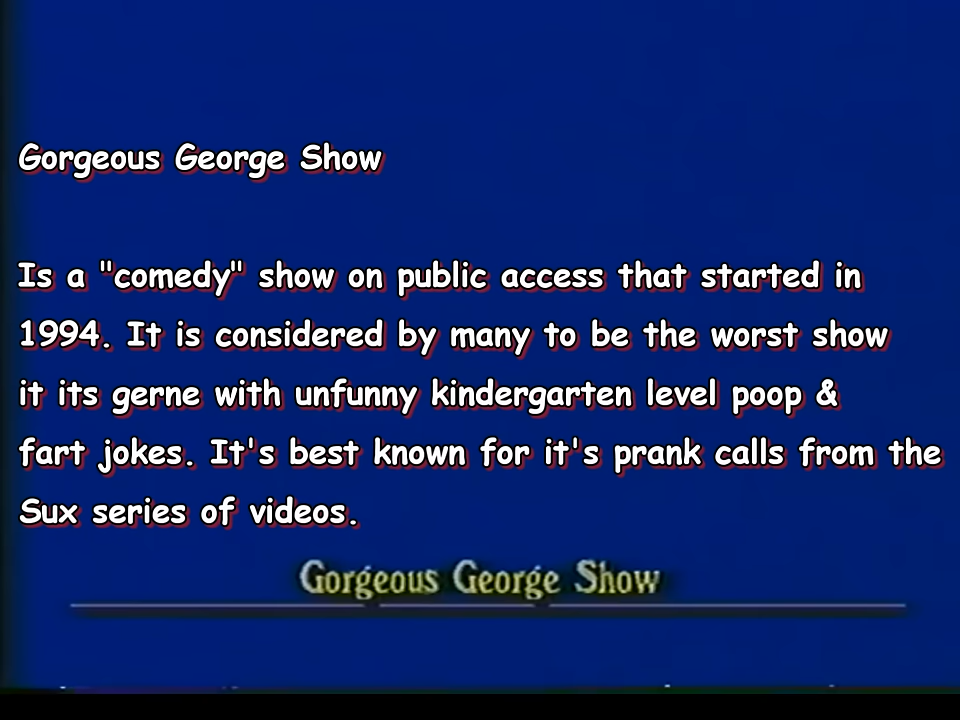 Gorgeous George Show
Is a "comedy" show on public access that started in
1994. It is considered by many to be the worst show
it its gerne with unfunny kindergarten level poop &
fart jokes. It's best known for it's prank calls from the
Sux series of videos.
Gorgeous George Show